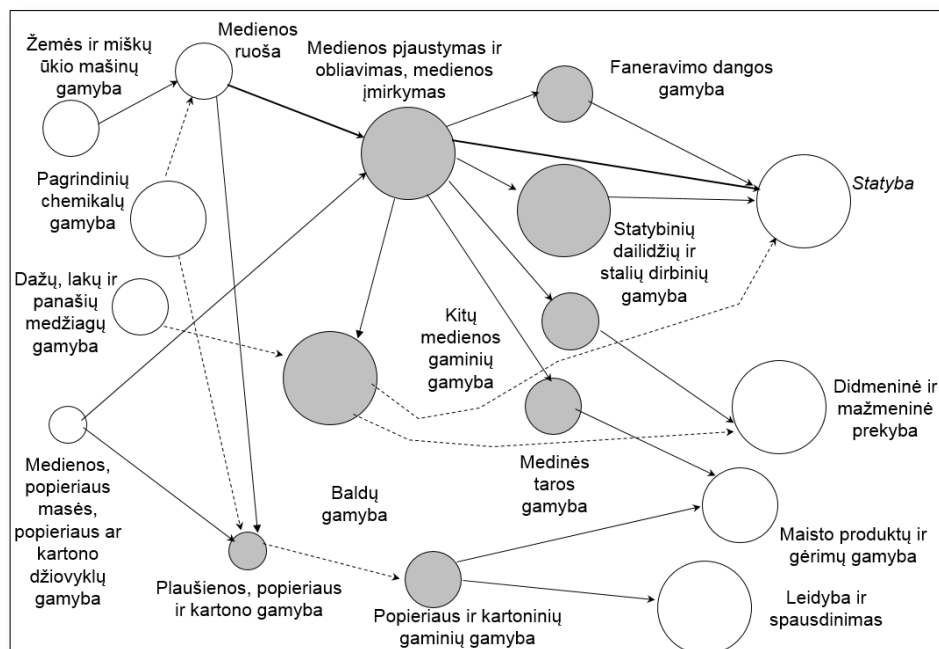 Žemės ir miškų
ūkio mašinų
gamyba
Medienos
ruoša
Medienos pjaustymas ir
obliavimas, medienos
įmirkymas
Faneravimo dangos
gamyba
Pagrindinių
chemikalų
gamyba
Statyba
Statybinių
dailidžių ir
stalių dirbinių
gamyba
Dažų, lakų ir
panašių
medžiagų
gamyba
Kitų
medienos
gaminių
gamyba
Didmeninė ir
mažmeninė
prekyba
Medienos,
popieriaus
masės,
popieriaus ar
kartono
džiovyklų
gamyba
Baldų
gamyba
Medinės
taros
gamyba
Maisto produktų ir
gėrimų gamyba
Plaušienos, popieriaus
ir kartono gamyba
Popieriaus ir kartoninių
gaminių gamyba
Leidyba ir
spausdinimas